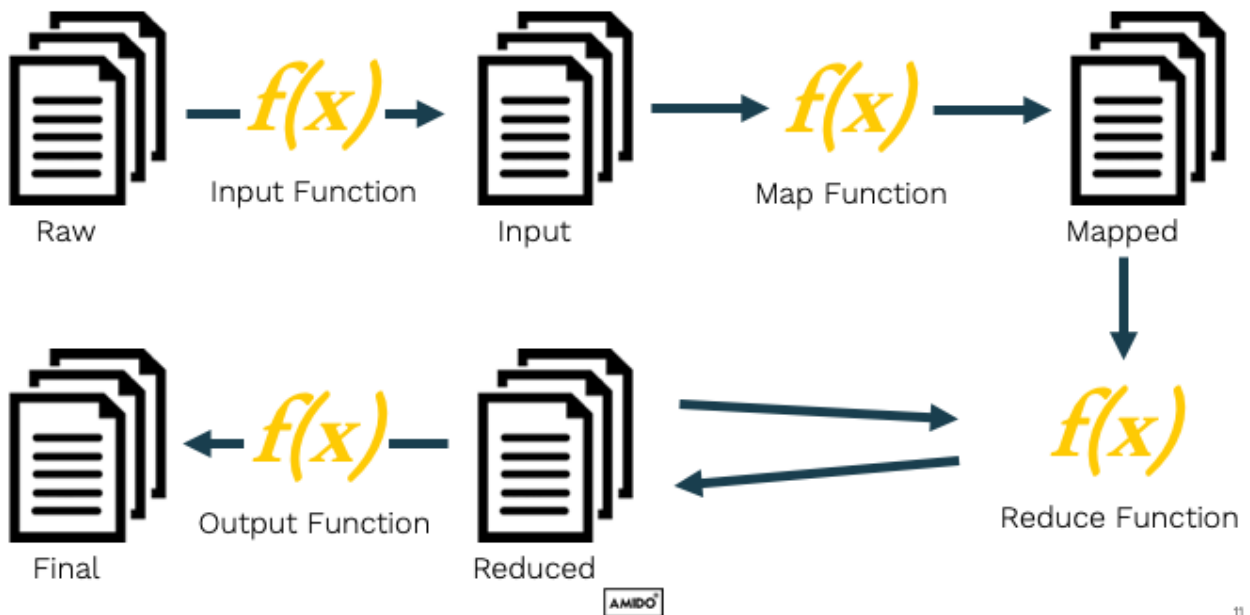 f(x)
f(x)
Input Function
Map Function
Raw
Input
Mapped
f(x)
f(x)
Output Function
Reduce Function
Final
Reduced
AMIDO
11